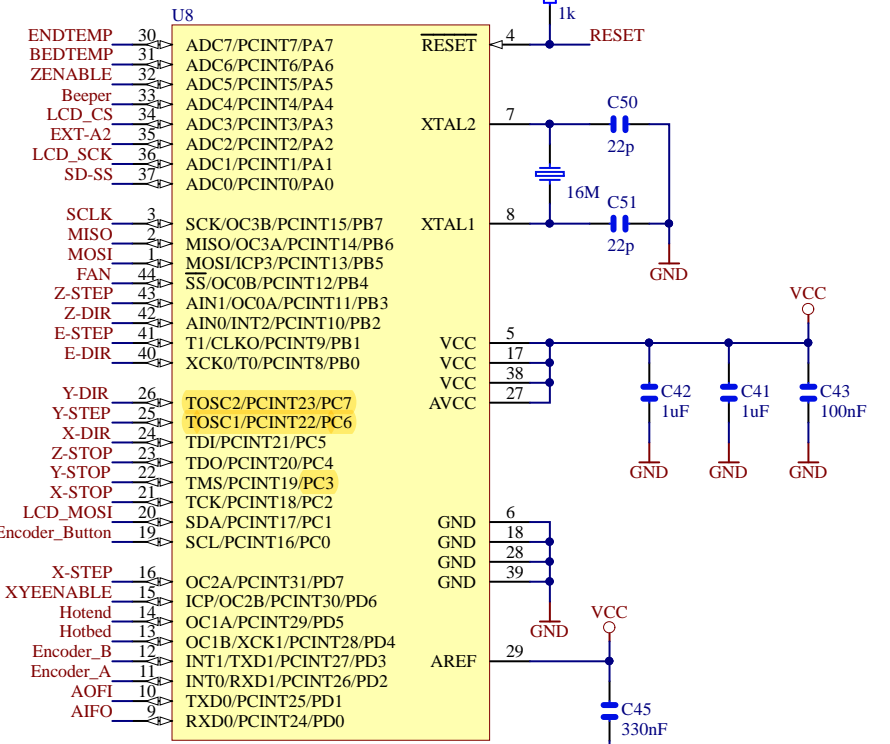 U8
1k
ENDTEMP 30 ADC7/PCINT7/PA7 RESET 4 RESET
BEDTEMP 31 ADC6/PCINT6/PA6
ZENABLE 32 ADC5/PCINT5/PA5
Beeper 33 ADC4/PCINT4/PA4
LCD_CS 34 ADC3/PCINT3/PA3 XTAL2 7 C50 22p
EXT-A2 35 ADC2/PCINT2/PA2
LCD_SCK 36 ADC1/PCINT1/PA1
SD-SS 37 ADC0/PCINT0/PA0
16M
SCLK 3 SCK/OC3B/PCINT15/PB7 XTAL1 8 C51 22p
MISO 2 MISO/OC3A/PCINT14/PB6
MOSI 1 MOSI/ICP3/PCINT13/PB5 GND
FAN 44 SS/OC0B/PCINT12/PB4
Z-STEP 43 AIN1/OC0A/PCINT11/PB3 VCC
Z-DIR 42 AIN0/INT2/PCINT10/PB2
E-STEP 41 T1/CLKO/PCINT9/PB1 VCC 5
E-DIR 40 XCK0/T0/PCINT8/PB0 VCC 17
VCC 38
Y-DIR 26 TOSC2/PCINT23/PC7 AVCC 27
C42 1uF C41 1uF C43 100nF
Y-STEP 25 TOSC1/PCINT22/PC6
X-DIR 24 TDI/PCINT21/PC5
Z-STOP 23 TDO/PCINT20/PC4
GND GND GND
Y-STOP 22 TMS/PCINT19/PC3
X-STOP 21 TCK/PCINT18/PC2
LCD_MOSI 20 SDA/PCINT17/PC1 GND 6
Encoder_Button 19 SCL/PCINT16/PC0 GND 18
GND 28
X-STEP 16 OC2A/PCINT31/PD7 GND 39
XYEENABLE 15 ICP/OC2B/PCINT30/PD6
Hotend 14 OC1A/PCINT29/PD5 VCC
Hotbed 13 OC1B/XCK1/PCINT28/PD4 GND
Encoder_B 12 INT1/TXD1/PCINT27/PD3 AREF 29
Encoder_A 11 INT0/RXD1/PCINT26/PD2
AOFI 10 TXD0/PCINT25/PD1 C45
AIFO 9 RXD0/PCINT24/PD0 330nF